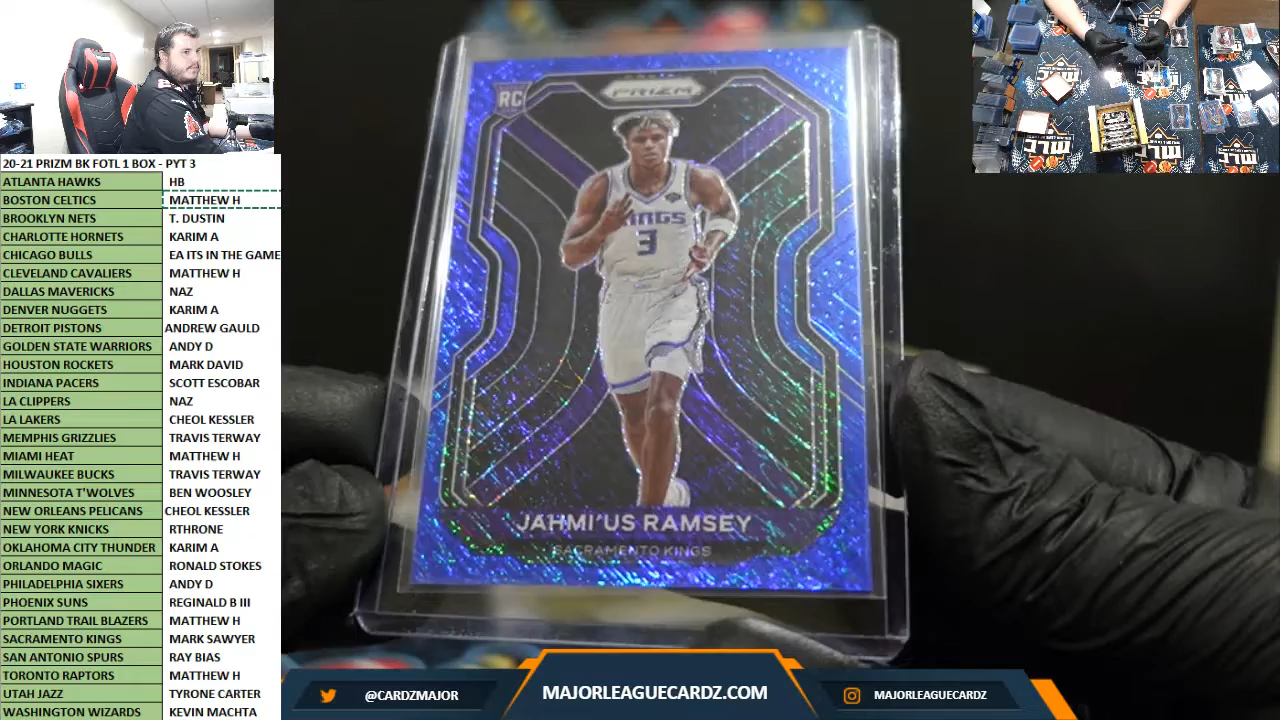 20-21 PRIZM BK FOTL 1 BOX - PYT 3
ATLANTA HAWKS HB
BOSTON CELTICS MATTHEW H
BROOKLYN NETS T. DUSTIN
CHARLOTTE HORNETS KARIM A
CHICAGO BULLS EA ITS IN THE GAME
CLEVELAND CAVALIERS MATTHEW H
DALLAS MAVERICKS NAZ
DENVER NUGGETS KARIM A
DETROIT PISTONS ANDREW GAULD
GOLDEN STATE WARRIORS ANDY D
HOUSTON ROCKETS MARK DAVID
INDIANA PACERS SCOTT ESCOBAR
LA CLIPPERS NAZ
LA LAKERS CHEOL KESSLER
MEMPHIS GRIZZLIES TRAVIS TERWAY
MIAMI HEAT MATTHEW H
MILWAUKEE BUCKS TRAVIS TERWAY
MINNESOTA T'WOLVES BEN WOOSLEY
NEW ORLEANS PELICANS CHEOL KESSLER
NEW YORK KNICKS RTHRONE
OKLAHOMA CITY THUNDER KARIM A
ORLANDO MAGIC RONALD STOKES
PHILADELPHIA SIXERS ANDY D
PHOENIX SUNS REGINALD B III
PORTLAND TRAIL BLAZERS MATTHEW H
SACRAMENTO KINGS MARK SAWYER
SAN ANTONIO SPURS RAY BIAS
TORONTO RAPTORS MATTHEW H
UTAH JAZZ TYRONE CARTER
WASHINGTON WIZARDS KEVIN MACHTA
RC
PRIZM
KINGS
3
JAHMI'US RAMSEY
SACRAMENTO KINGS
@CARDZMAJOR
MAJORLEAGUECARDZ.COM
MAJORLEAGUECARDZ